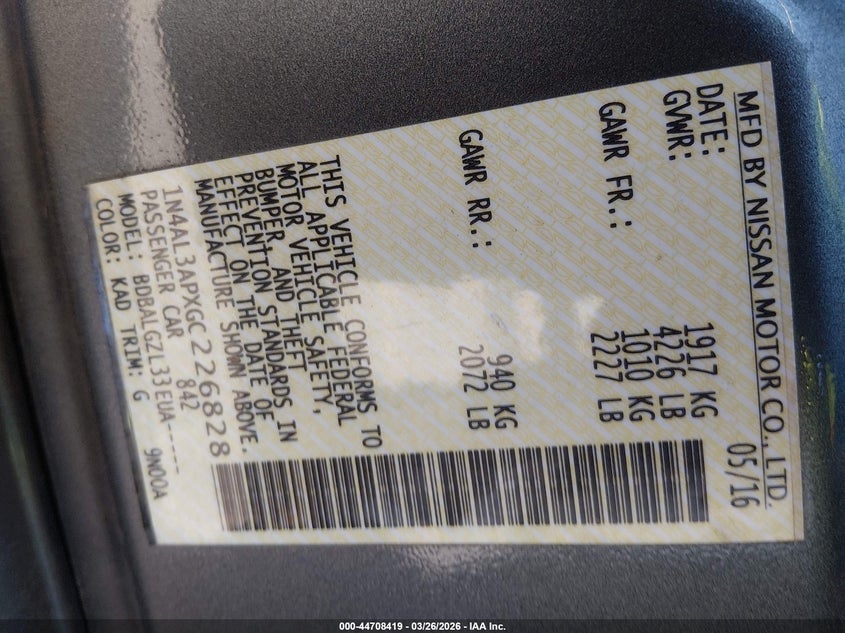 MFD BY NISSAN MOTOR CO., LTD.
DATE: 05/16
GVWR: 1917 KG
4226 LB
GAWR FR.: 1010 KG
2227 LB
GAWR RR.: 940 KG
2072 LB
THIS VEHICLE CONFORMS TO
ALL APPLICABLE FEDERAL
MOTOR VEHICLE SAFETY,
BUMPER, AND THEFT
PREVENTION STANDARDS IN
EFFECT ON THE DATE OF
MANUFACTURE SHOWN ABOVE.
1N4AL3APXGC226828
PASSENGER CAR 842
MODEL: BDBALGZL33EUA-----
COLOR: KAD TRIM: G 9N00A
000-44708419 - 03/26/2026 - IAA Inc.